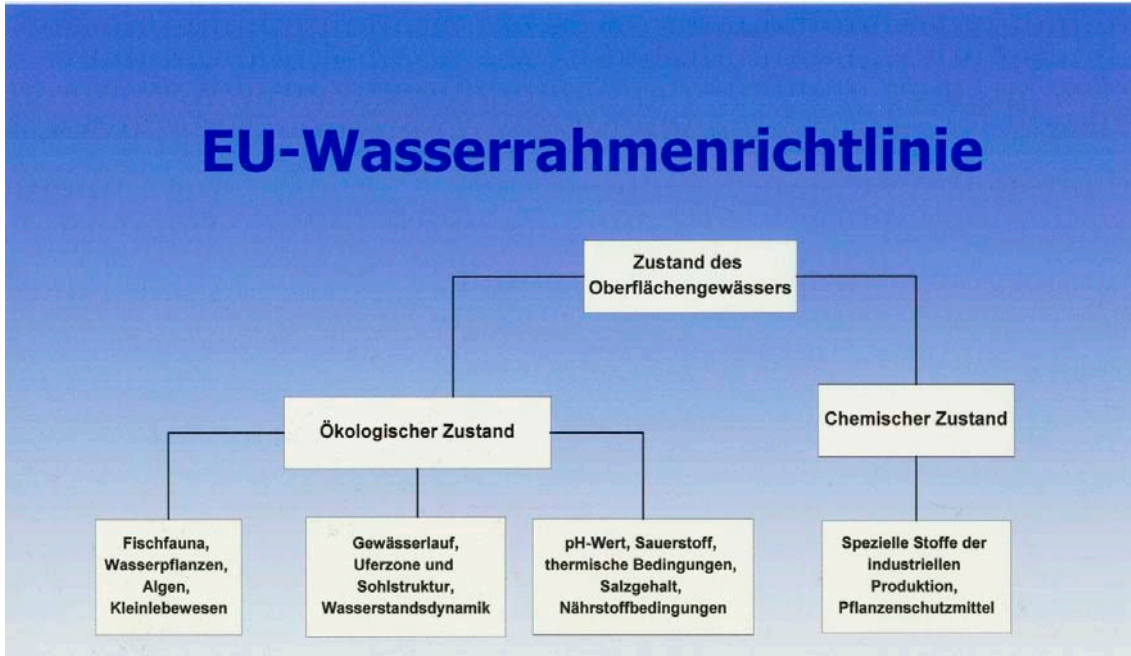 EU-Wasserrahmenrichtlinie
Zustand des
Oberflächengewässers
Ökologischer Zustand
Chemischer Zustand
Fischfauna,
Wasserpflanzen,
Algen,
Kleinlebewesen
Gewässerlauf,
Uferzone und
Sohlstruktur,
Wasserstandsdynamik
pH-Wert, Sauerstoff,
thermische Bedingungen,
Salzgehalt,
Nährstoffbedingungen
Spezielle Stoffe der
industriellen
Produktion,
Pflanzenschutzmittel